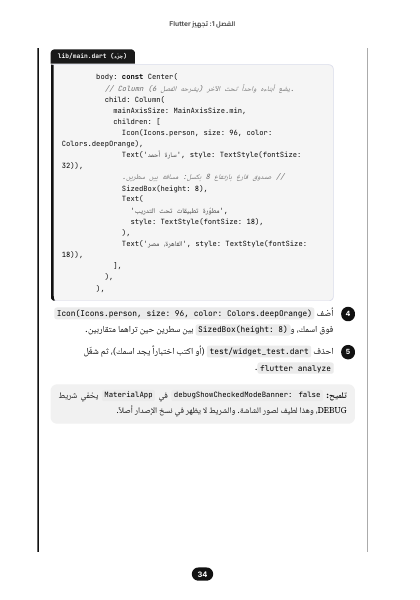 الفصل 1: تجهيز Flutter
lib/main.dart (جزء)
body: const Center(
// Column يضع أبناءه واحداً تحت الآخر (يشرحه الفصل 6).
child: Column(
mainAxisSize: MainAxisSize.min,
children: [
Icon(Icons.person, size: 96, color:
Colors.deepOrange),
Text('سارة أحمد', style: TextStyle(fontSize:
32)),
// صندوق فارغ بارتفاع 8 بكسل: مسافة بين سطرين.
SizedBox(height: 8),
Text(
'مطوّرة تطبيقات تحت التدريب',
style: TextStyle(fontSize: 18),
),
Text('القاهرة، مصر', style: TextStyle(fontSize:
18)),
],
),
),
4 أضف Icon(Icons.person, size: 96, color: Colors.deepOrange)
فوق اسمك، و SizedBox(height: 8) بين سطرين حين تراهما متقاربين.
5 احذف test/widget_test.dart (أو اكتب اختباراً يجد اسمك)، ثم شغّل
flutter analyze.
تلميح: debugShowCheckedModeBanner: false في MaterialApp يخفي شريط
DEBUG، وهذا لطيف لصور الشاشة. والشريط لا يظهر في نسخ الإصدار أصلاً.
34